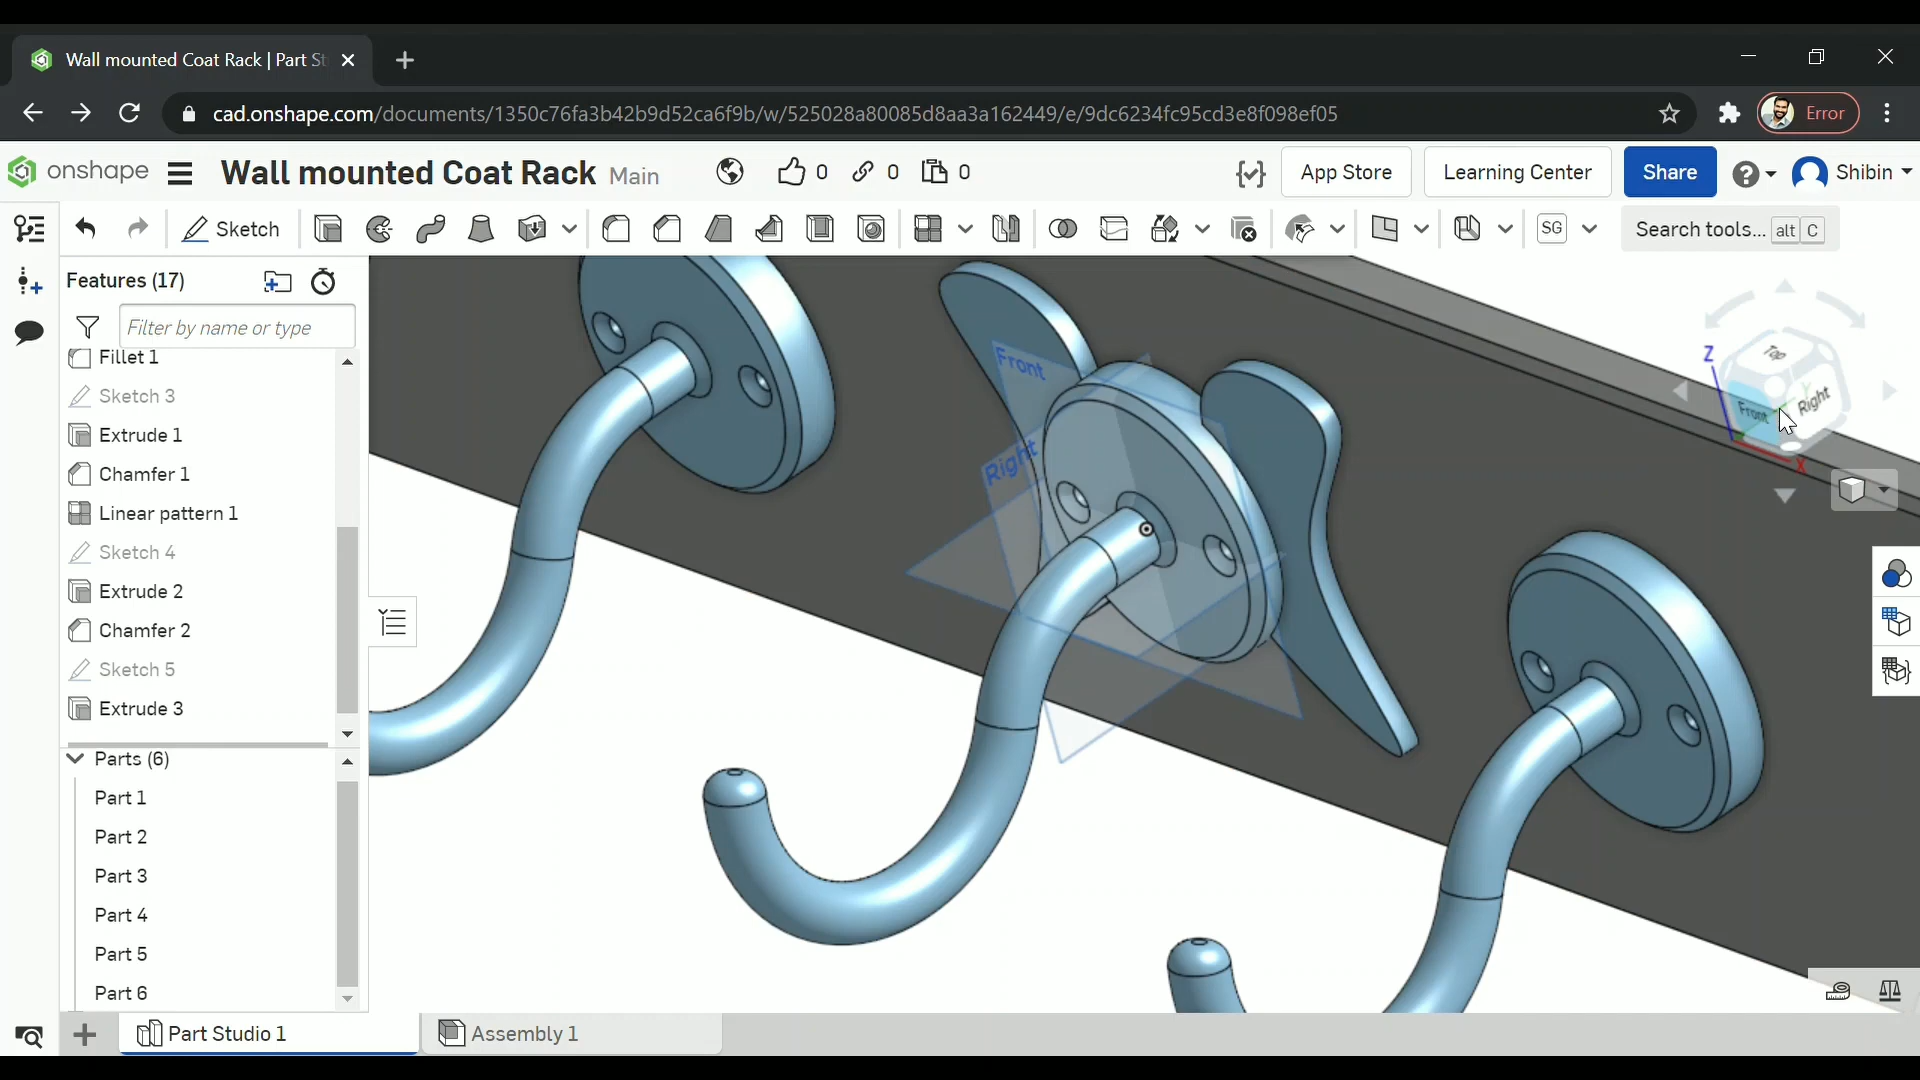 Wall mounted Coat Rack | Part St
cad.onshape.com/documents/1350c76fa3b42b9d52ca6f9b/w/525028a80085d8aa3a162449/e/9dc6234fc95cd3e8f098ef05
Error
onshape
Wall mounted Coat Rack Main
0
0
0
App Store
Learning Center
Share
Shibin
Sketch
SG
Search tools... alt C
Features (17)
Filter by name or type
Fillet 1
Sketch 3
Extrude 1
Chamfer 1
Linear pattern 1
Sketch 4
Extrude 2
Chamfer 2
Sketch 5
Extrude 3
Parts (6)
Part 1
Part 2
Part 3
Part 4
Part 5
Part 6
Front
Right
Z
Top
Front
Y
Right
X
Part Studio 1
Assembly 1